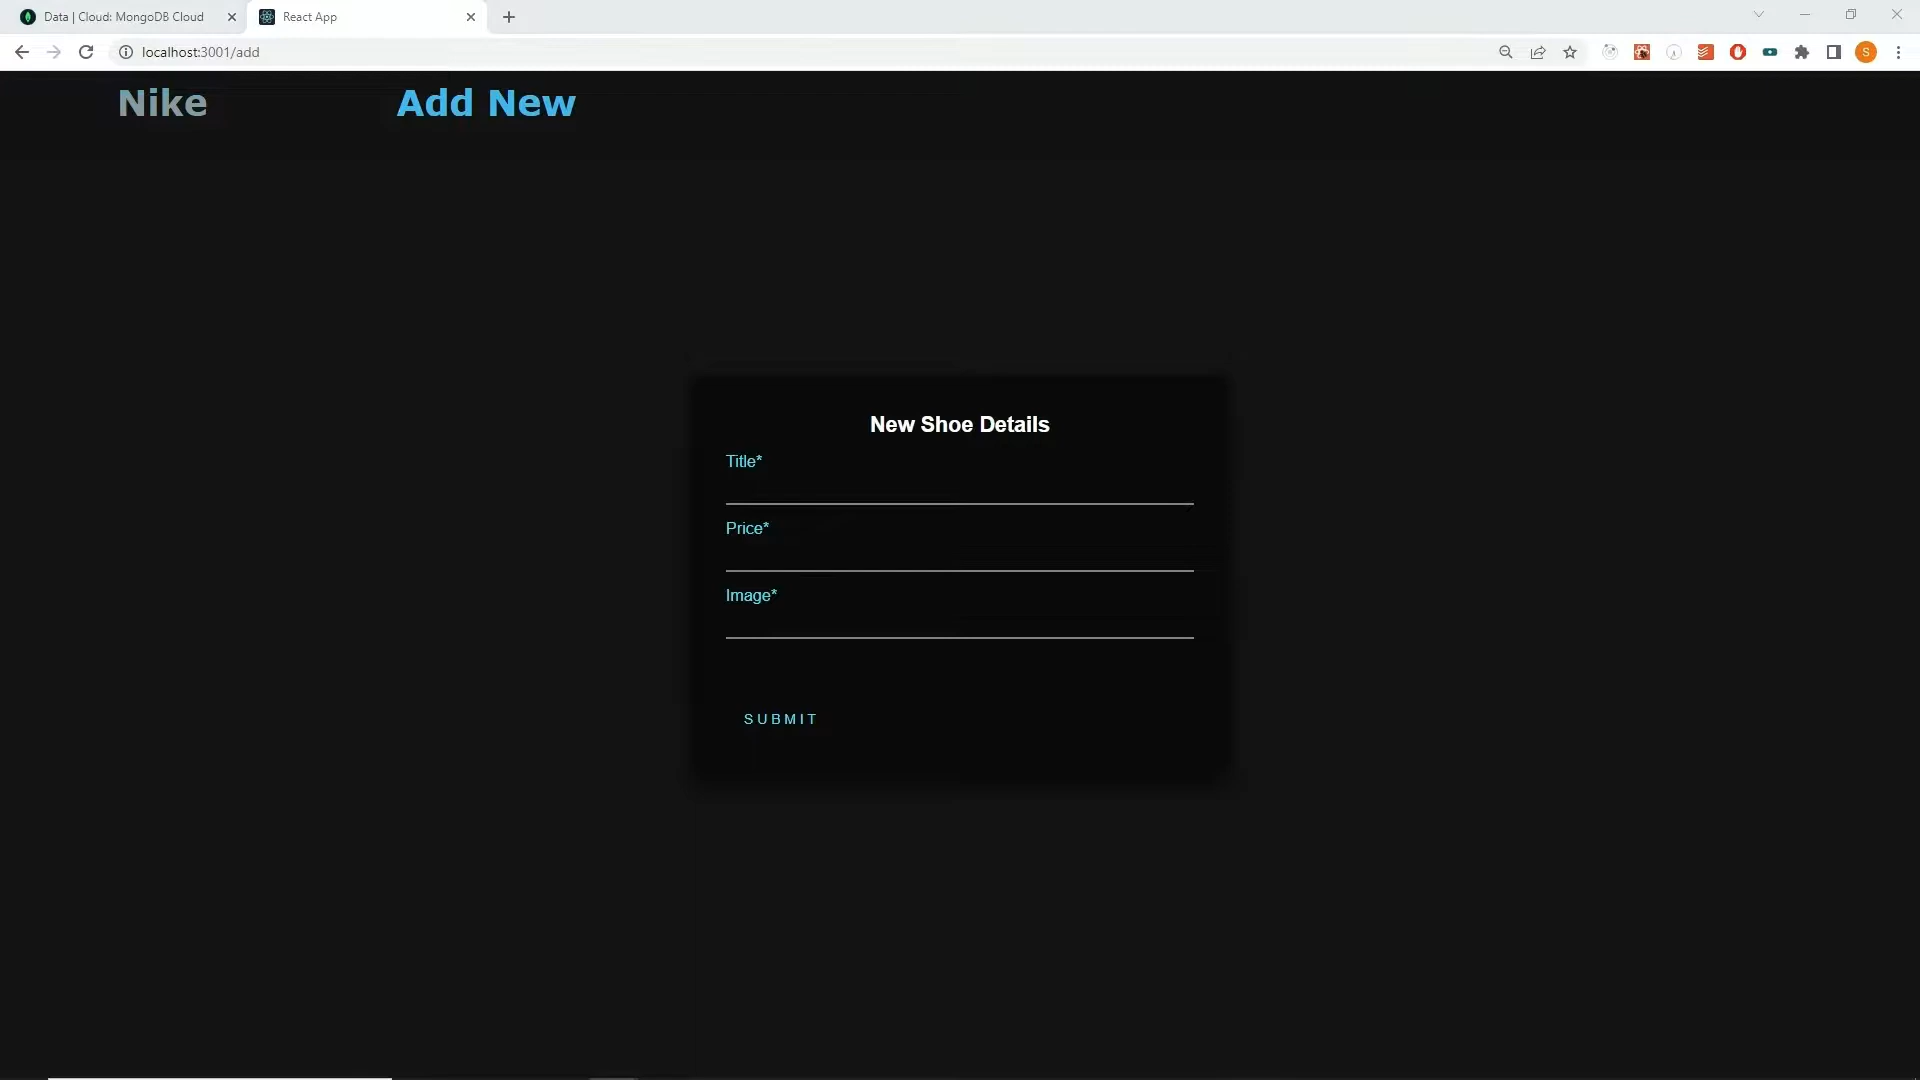 Data | Cloud: MongoDB Cloud
React App
localhost:3001/add
S
Nike
Add New
New Shoe Details
Title*
Price*
Image*
SUBMIT